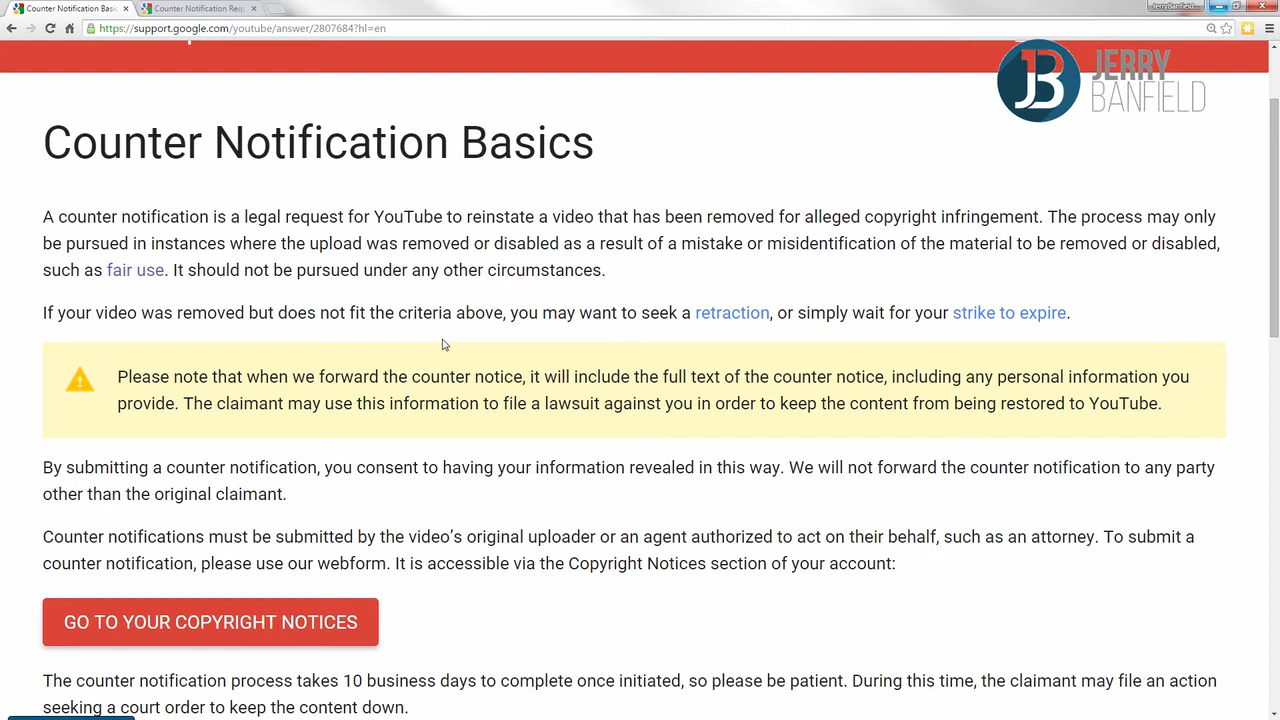 Counter Notification Basic
Counter Notification Req
JerryBanfield...
https://support.google.com/youtube/answer/2807684?hl=en
JB JERRY
BANFIELD
Counter Notification Basics
A counter notification is a legal request for YouTube to reinstate a video that has been removed for alleged copyright infringement. The process may only
be pursued in instances where the upload was removed or disabled as a result of a mistake or misidentification of the material to be removed or disabled,
such as fair use. It should not be pursued under any other circumstances.
If your video was removed but does not fit the criteria above, you may want to seek a retraction, or simply wait for your strike to expire.
Please note that when we forward the counter notice, it will include the full text of the counter notice, including any personal information you
provide. The claimant may use this information to file a lawsuit against you in order to keep the content from being restored to YouTube.
By submitting a counter notification, you consent to having your information revealed in this way. We will not forward the counter notification to any party
other than the original claimant.
Counter notifications must be submitted by the video’s original uploader or an agent authorized to act on their behalf, such as an attorney. To submit a
counter notification, please use our webform. It is accessible via the Copyright Notices section of your account:
GO TO YOUR COPYRIGHT NOTICES
The counter notification process takes 10 business days to complete once initiated, so please be patient. During this time, the claimant may file an action
seeking a court order to keep the content down.